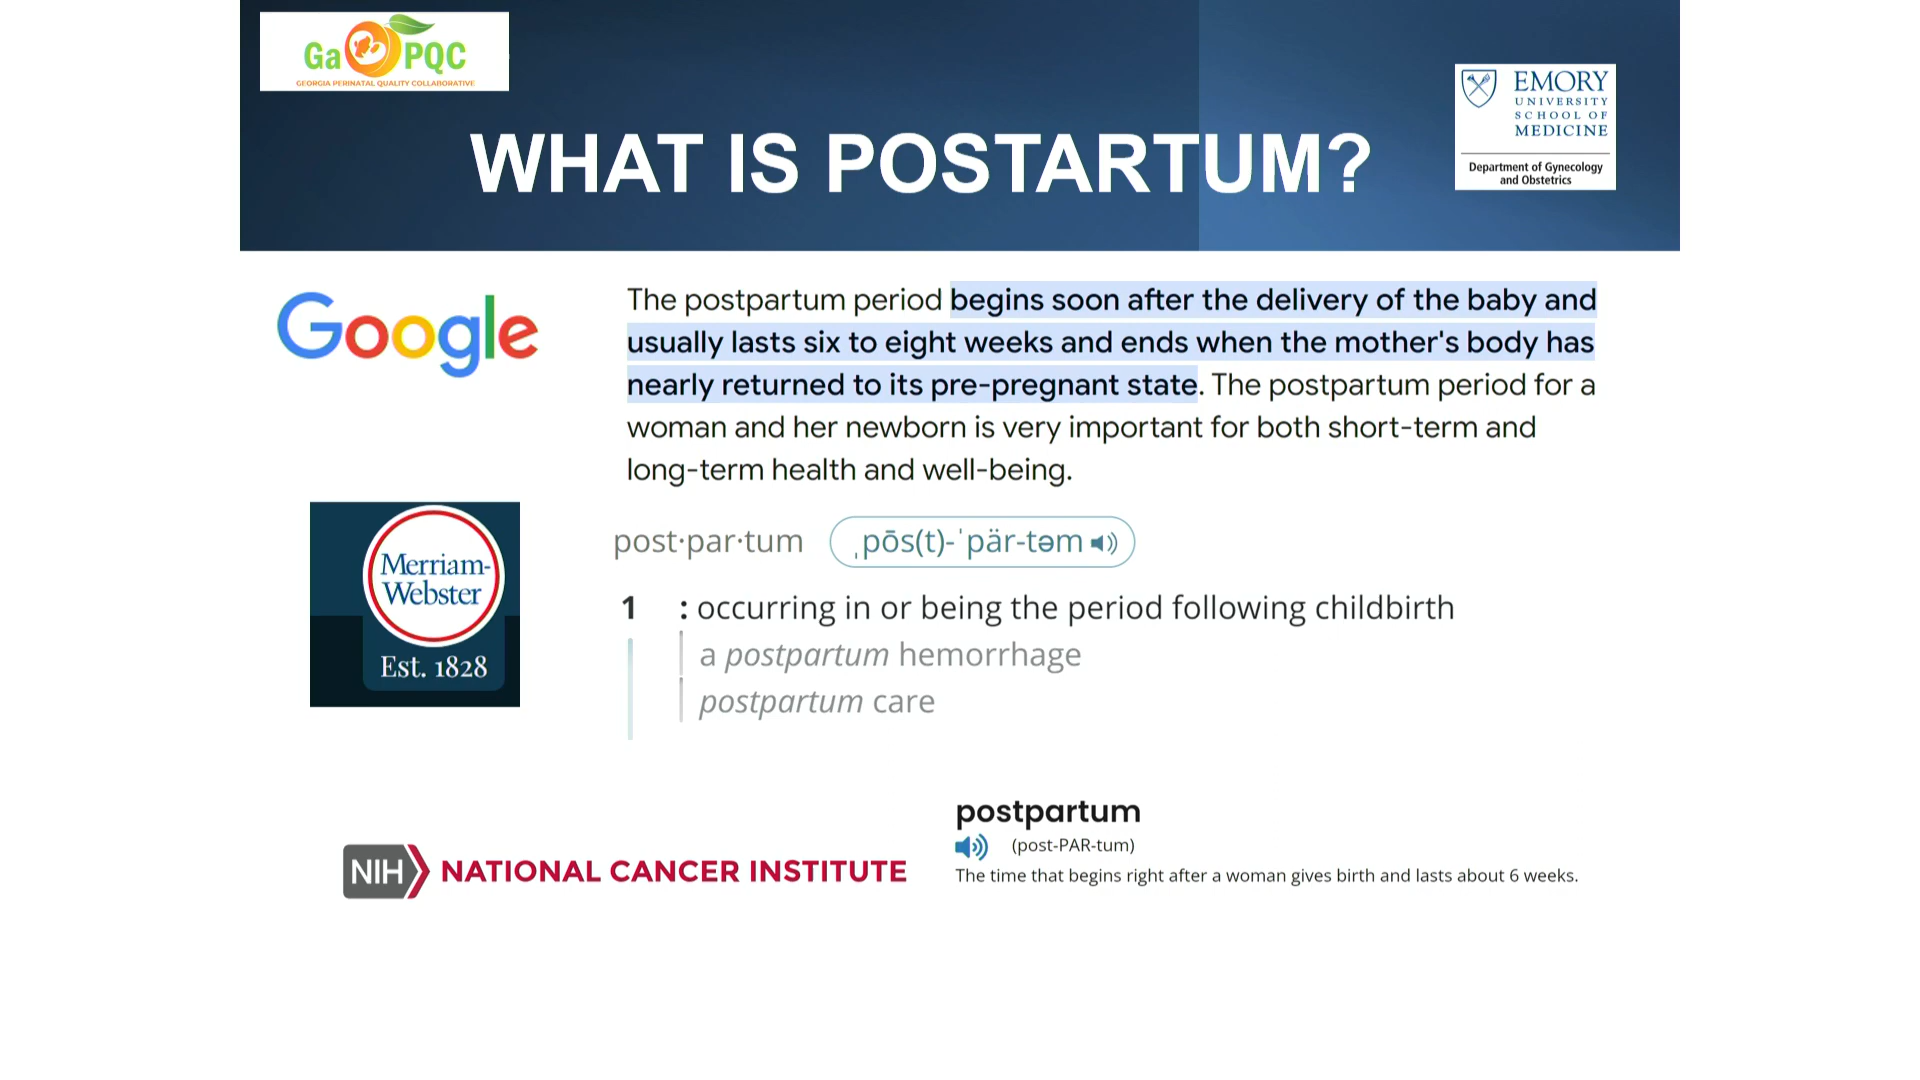 Ga PQC
GEORGIA PERINATAL QUALITY COLLABORATIVE
EMORY
UNIVERSITY
SCHOOL OF
MEDICINE
Department of Gynecology
and Obstetrics
WHAT IS POSTARTUM?
Google
The postpartum period begins soon after the delivery of the baby and
usually lasts six to eight weeks and ends when the mother's body has
nearly returned to its pre-pregnant state. The postpartum period for a
woman and her newborn is very important for both short-term and
long-term health and well-being.
Merriam-
Webster
Est. 1828
post·par·tum ˌpōs(t)-ˈpär-təm
1 : occurring in or being the period following childbirth
a postpartum hemorrhage
postpartum care
NIH NATIONAL CANCER INSTITUTE
postpartum
(post-PAR-tum)
The time that begins right after a woman gives birth and lasts about 6 weeks.